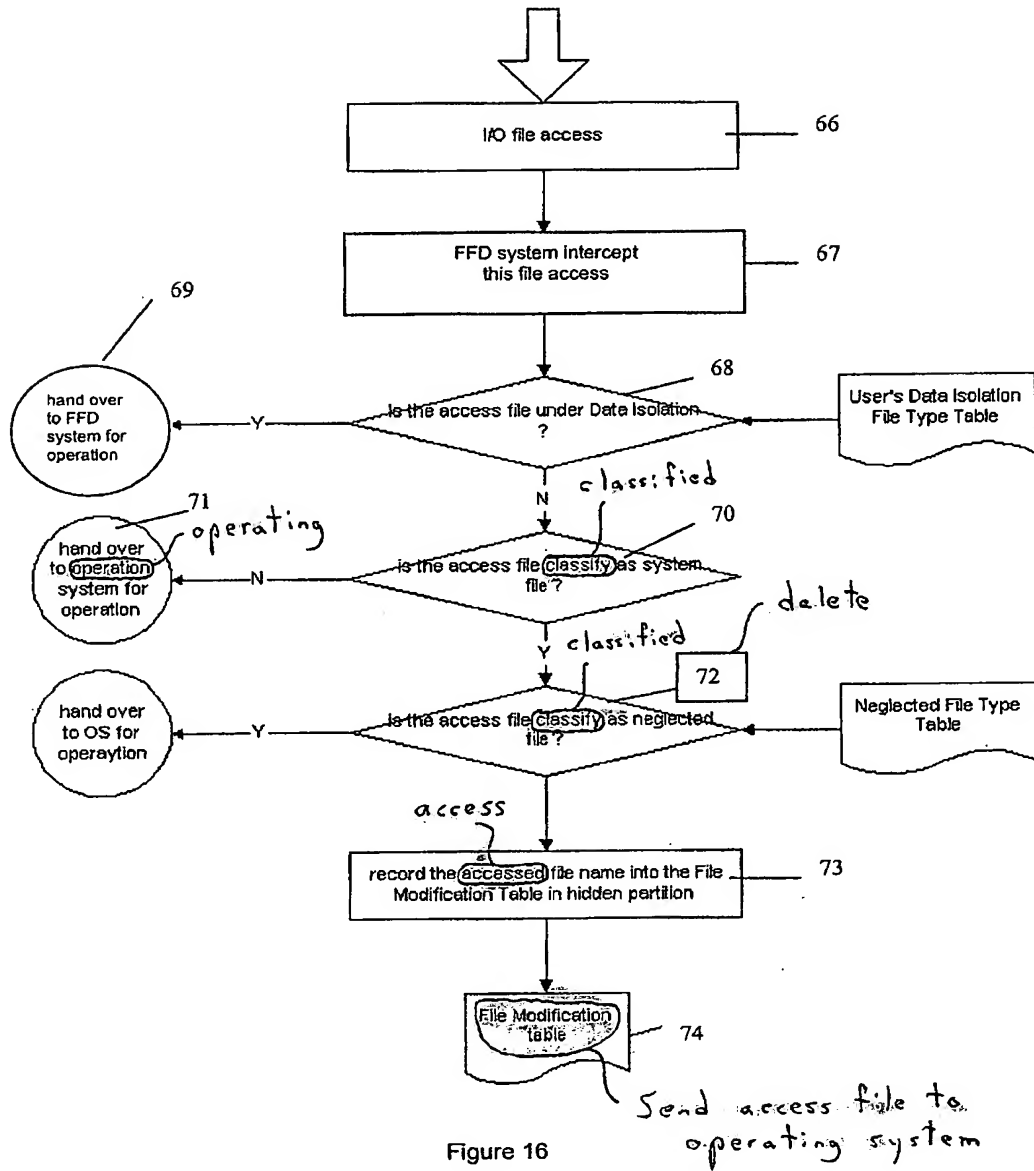 I/O file access
66
FFD system intercept
this file access
67
69
68
hand over
to FFD
system for
operation
Y
Is the access file under Data Isolation
?
User's Data Isolation
File Type Table
N
classified
71
operating
70
hand over
to operation
system for
operation
N
is the access file classify as system
file ?
delete
Y
classified
72
hand over
to OS for
operaytion
Y
is the access file classify as neglected
file ?
Neglected File Type
Table
access
record the accessed file name into the File
Modification Table in hidden partition
73
File Modification
table
74
Send access file to
operating system
Figure 16